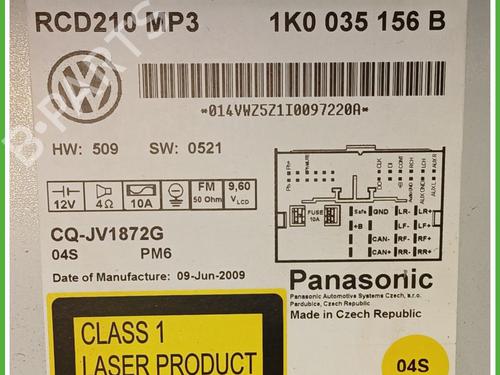 RCD210 MP3 1K0 035 156 B
*014VWZ5Z1I0097220A*
HW: 509 SW: 0521
12V 4Ω 10A FM 50 Ohm 9,60 VLCD
FUSE 10A
Safe GND LR- LR+
+B LF- LF+
CAN- RF- RF+
CAN+ RR- RR+
CQ-JV1872G
04S PM6
Date of Manufacture: 09-Jun-2009
Panasonic
Panasonic Automotive Systems Czech, s.r.o.
Pardubice, Czech Republic
Made in Czech Republic
CLASS 1
LASER PRODUCT
04S
B-PARTS